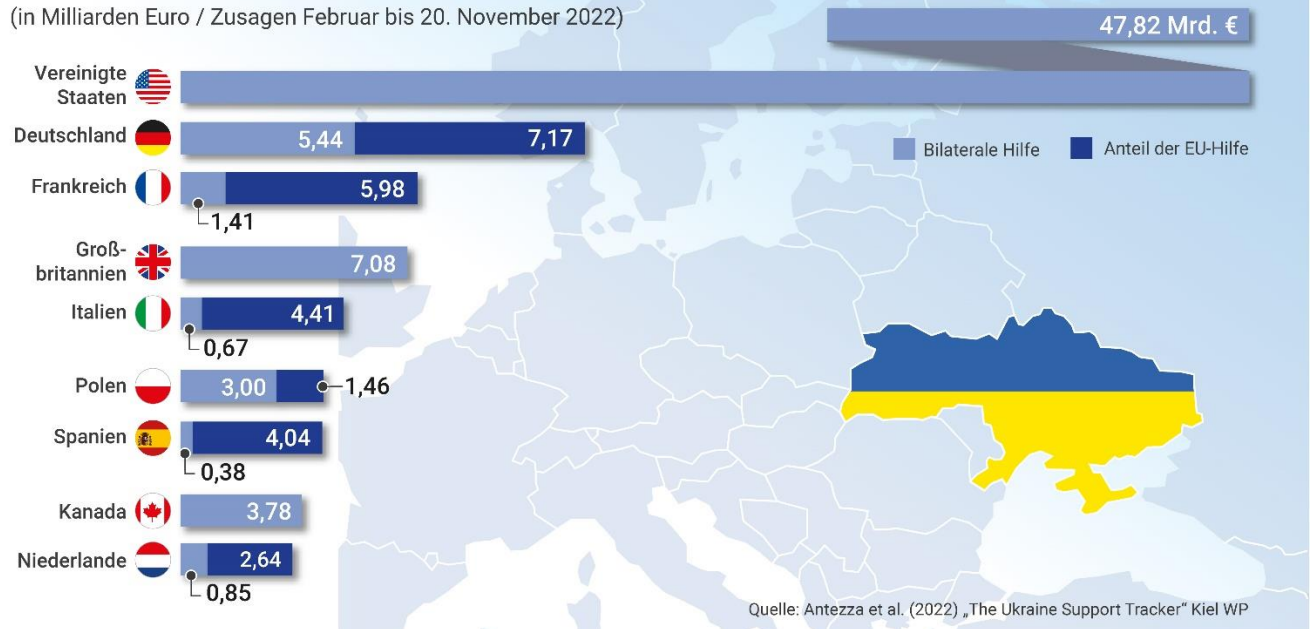 (in Milliarden Euro / Zusagen Februar bis 20. November 2022)
47,82 Mrd. €
Vereinigte
Staaten
Deutschland
5,44
7,17
Bilaterale Hilfe
Anteil der EU-Hilfe
Frankreich
5,98
1,41
Groß-
britannien
7,08
Italien
4,41
0,67
Polen
3,00
1,46
Spanien
4,04
0,38
Kanada
3,78
Niederlande
2,64
0,85
Quelle: Antezza et al. (2022) „The Ukraine Support Tracker“ Kiel WP